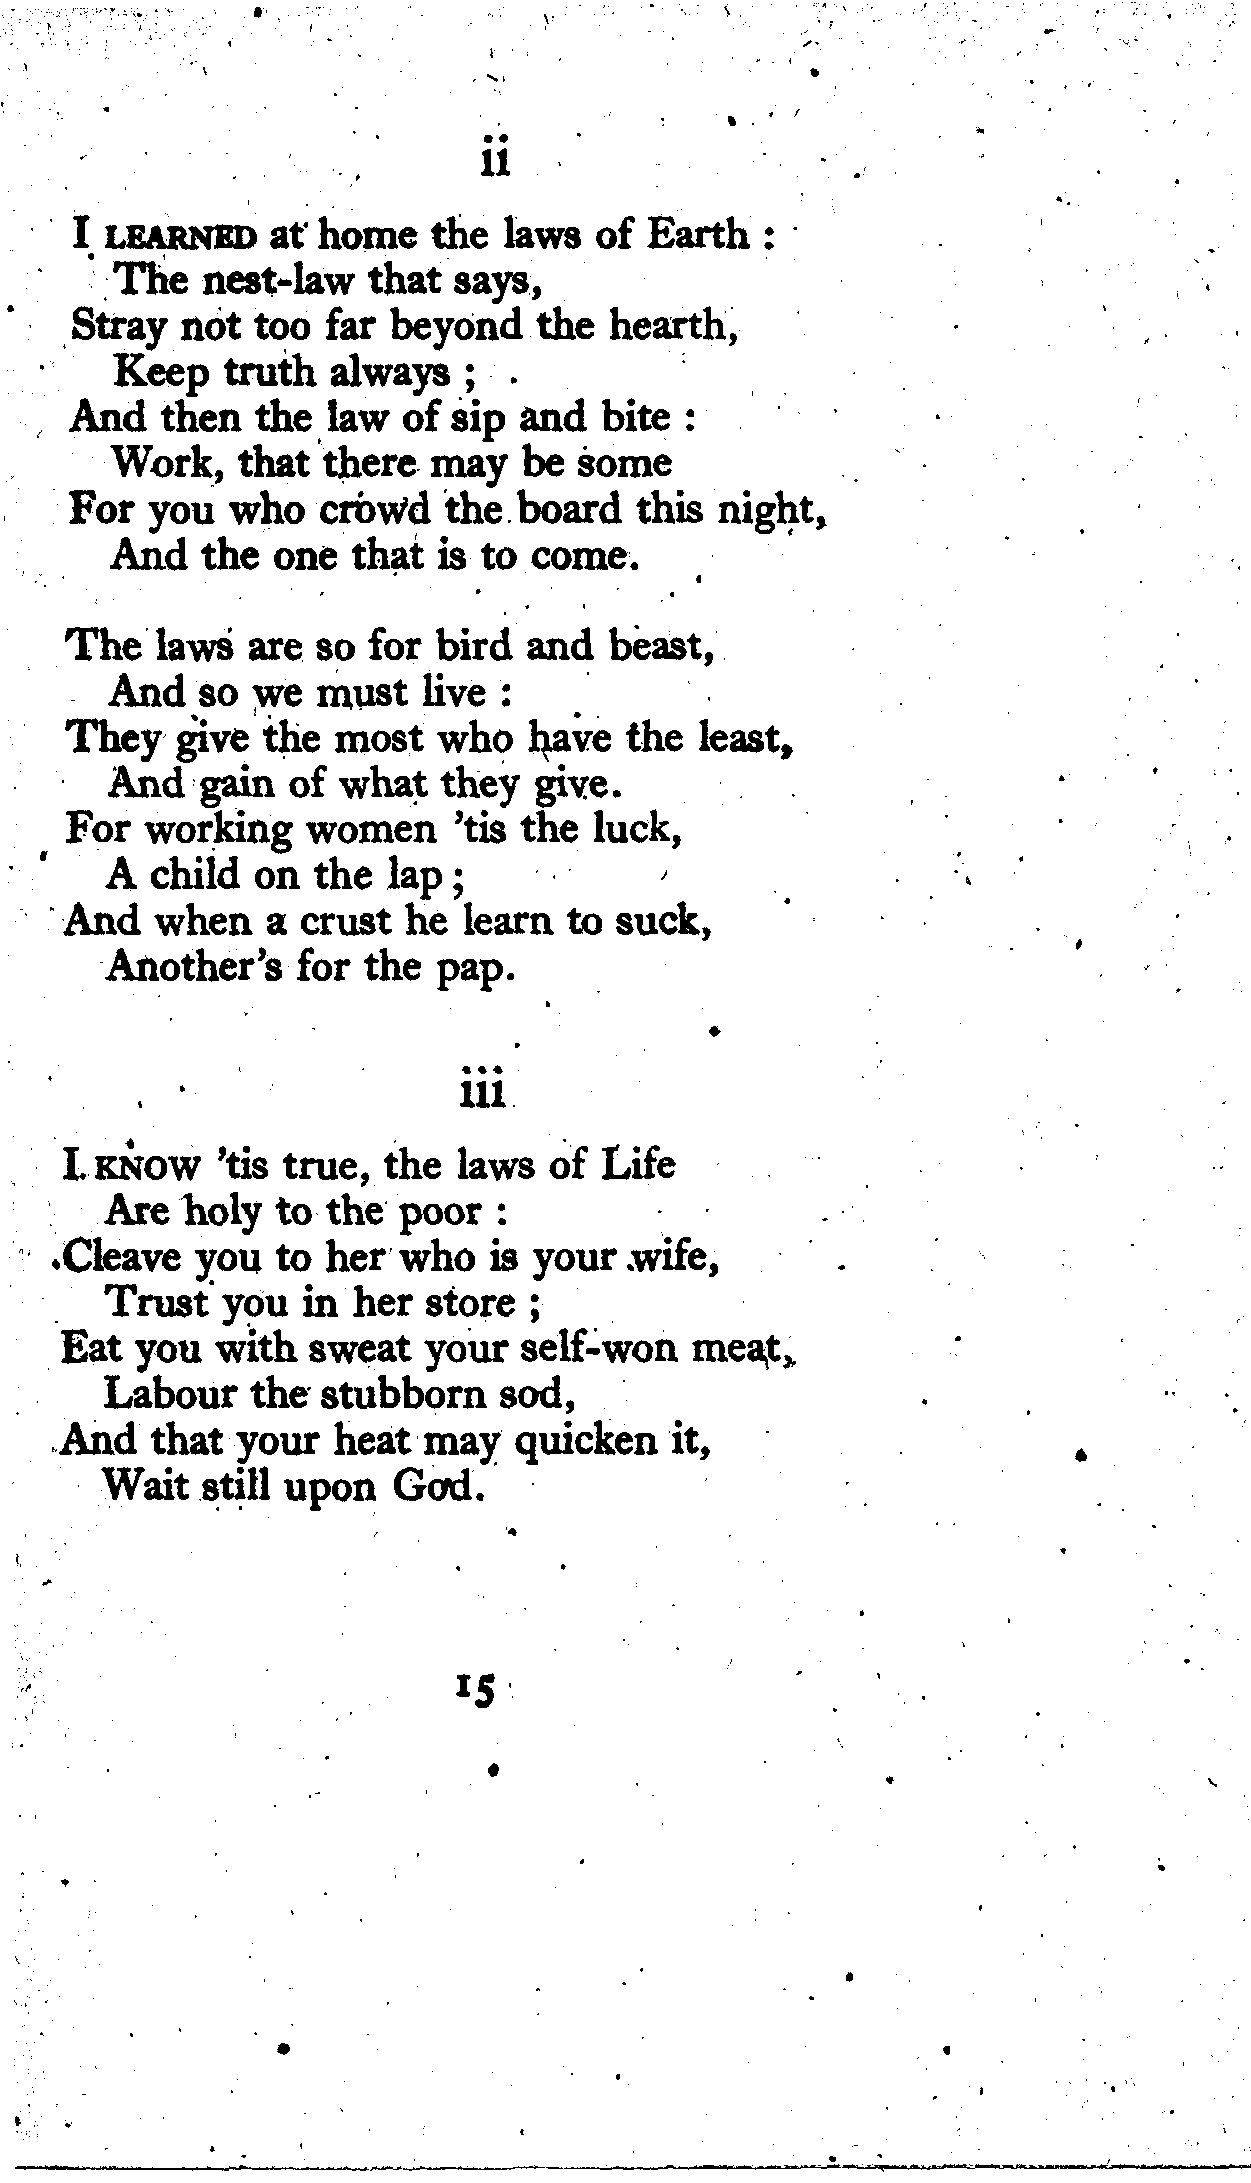 ii
I LEARNED at home the laws of Earth :
The nest-law that says,
Stray not too far beyond the hearth,
Keep truth always ;
And then the law of sip and bite :
Work, that there may be some
For you who crowd the board this night,
And the one that is to come.
The laws are so for bird and beast,
And so we must live :
They give the most who have the least,
And gain of what they give.
For working women 'tis the luck,
A child on the lap ;
And when a crust he learn to suck,
Another's for the pap.
iii
I KNOW 'tis true, the laws of Life
Are holy to the poor :
Cleave you to her who is your wife,
Trust you in her store ;
Eat you with sweat your self-won meat,
Labour the stubborn sod,
And that your heat may quicken it,
Wait still upon God.
15